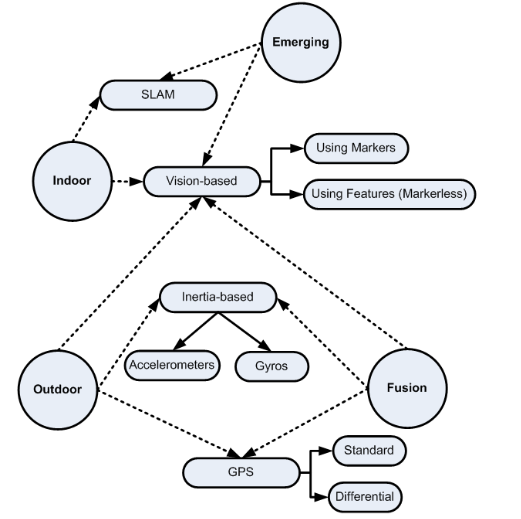 Emerging
SLAM
Indoor
Vision-based
Using Markers
Using Features (Markerless)
Inertia-based
Accelerometers
Gyros
Outdoor
Fusion
GPS
Standard
Differential